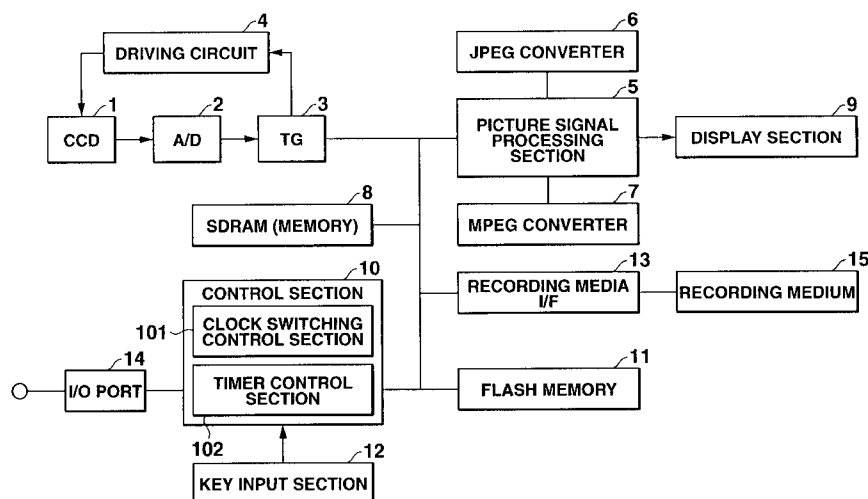 4
DRIVING CIRCUIT
6
JPEG CONVERTER
1
CCD
2
A/D
3
TG
5
PICTURE SIGNAL
PROCESSING
SECTION
9
DISPLAY SECTION
8
SDRAM (MEMORY)
7
MPEG CONVERTER
10
CONTROL SECTION
101
CLOCK SWITCHING
CONTROL SECTION
13
RECORDING MEDIA
I/F
15
RECORDING MEDIUM
14
I/O PORT
TIMER CONTROL
SECTION
102
11
FLASH MEMORY
12
KEY INPUT SECTION